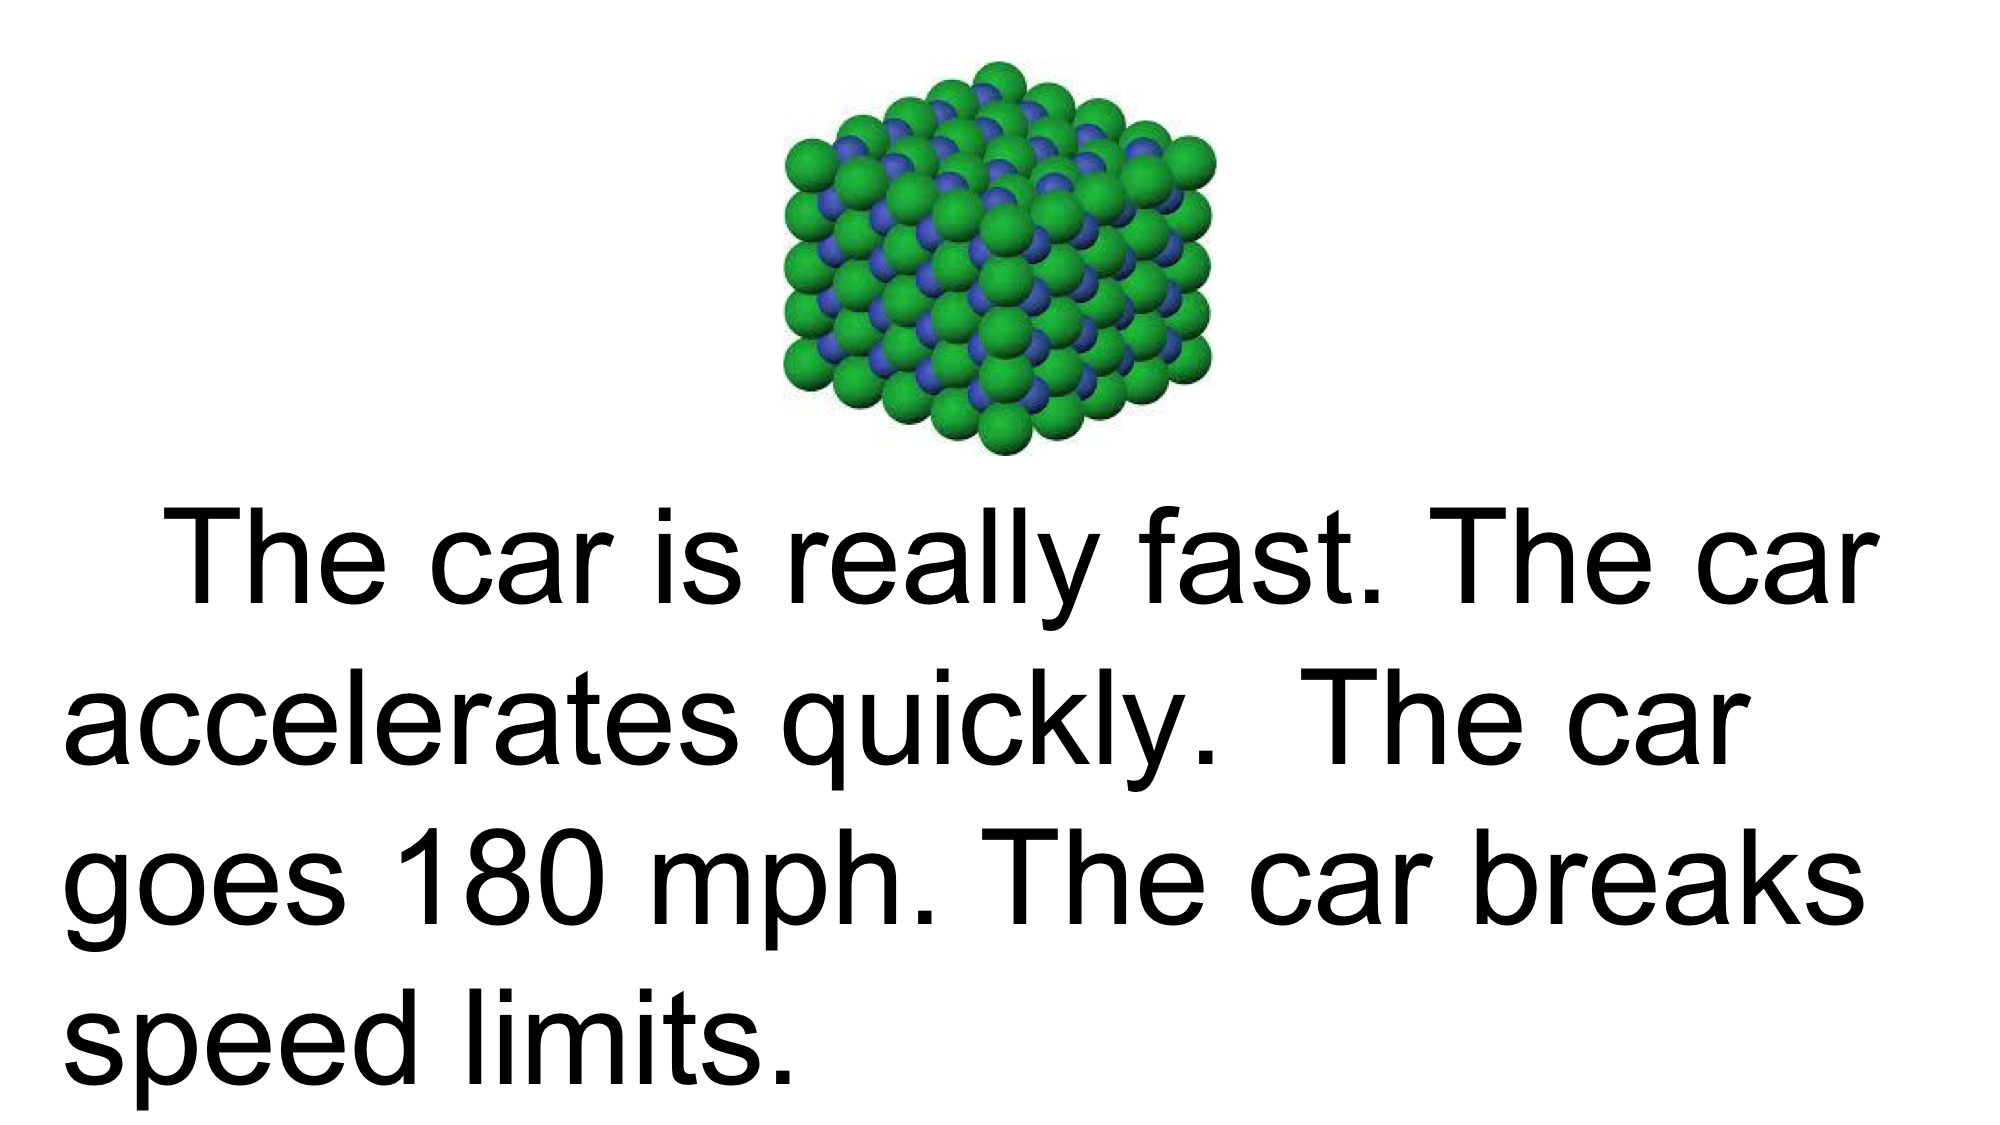 The car is really fast. The car
accelerates quickly.  The car
goes 180 mph. The car breaks
speed limits.